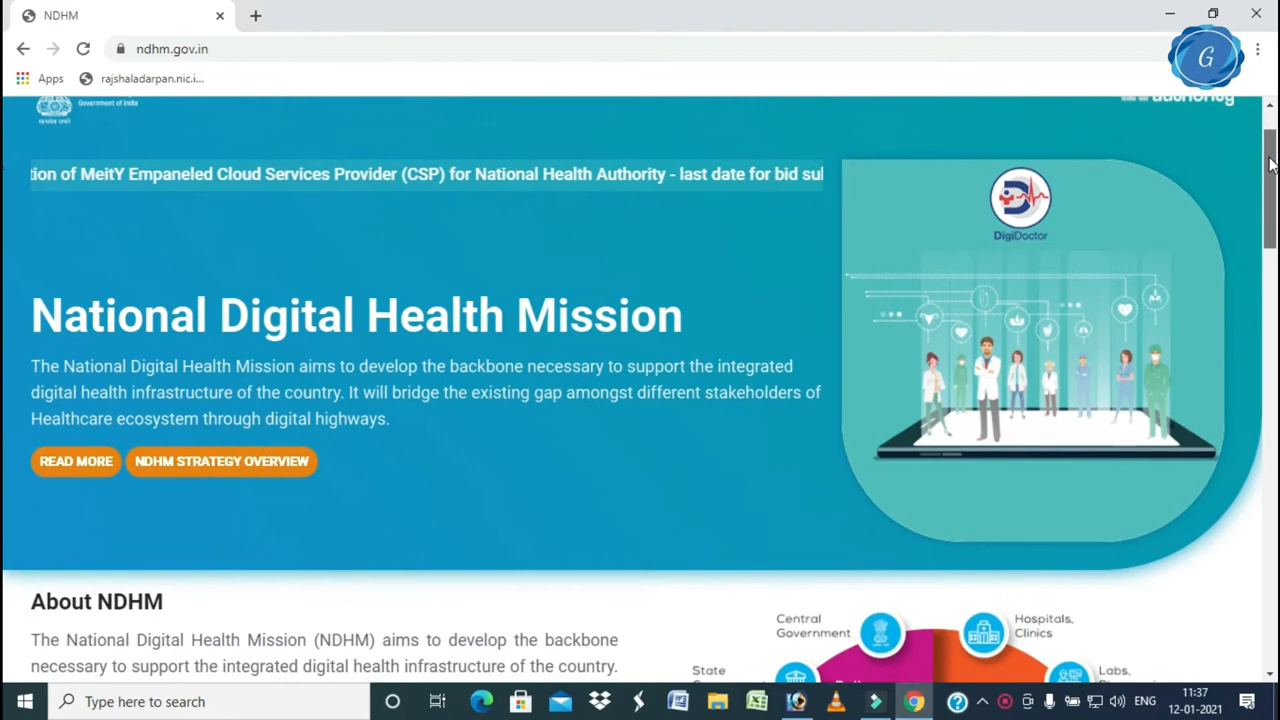 NDHM
ndhm.gov.in
G
Apps
rajshaladarpan.nic.i...
Government of India
tion of MeitY Empaneled Cloud Services Provider (CSP) for National Health Authority - last date for bid sul
DigiDoctor
National Digital Health Mission
The National Digital Health Mission aims to develop the backbone necessary to support the integrated
digital health infrastructure of the country. It will bridge the existing gap amongst different stakeholders of
Healthcare ecosystem through digital highways.
READ MORE
NDHM STRATEGY OVERVIEW
About NDHM
The National Digital Health Mission (NDHM) aims to develop the backbone
necessary to support the integrated digital health infrastructure of the country.
Central
Government
Hospitals,
Clinics
State
Labs,
Type here to search
ENG
11:37
12-01-2021